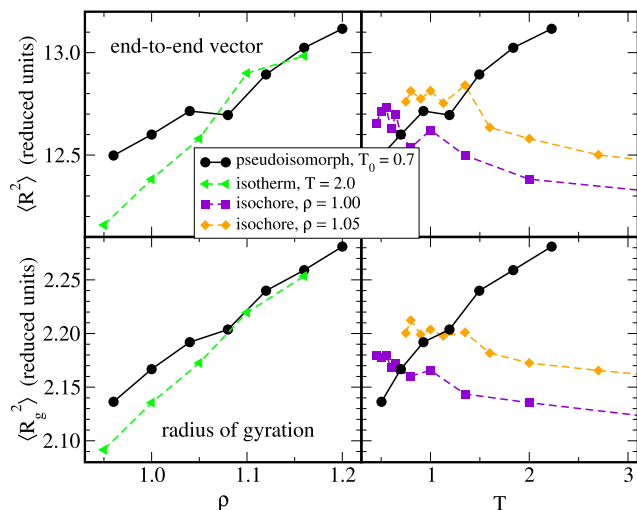 end-to-end vector
⟨R²⟩ (reduced units)
13.0
12.5
pseudoisomorph, T₀ = 0.7
isotherm, T = 2.0
isochore, ρ = 1.00
isochore, ρ = 1.05
⟨R_g²⟩ (reduced units)
2.25
2.20
2.15
2.10
radius of gyration
1.0 1.1 1.2 1 2 3
ρ T